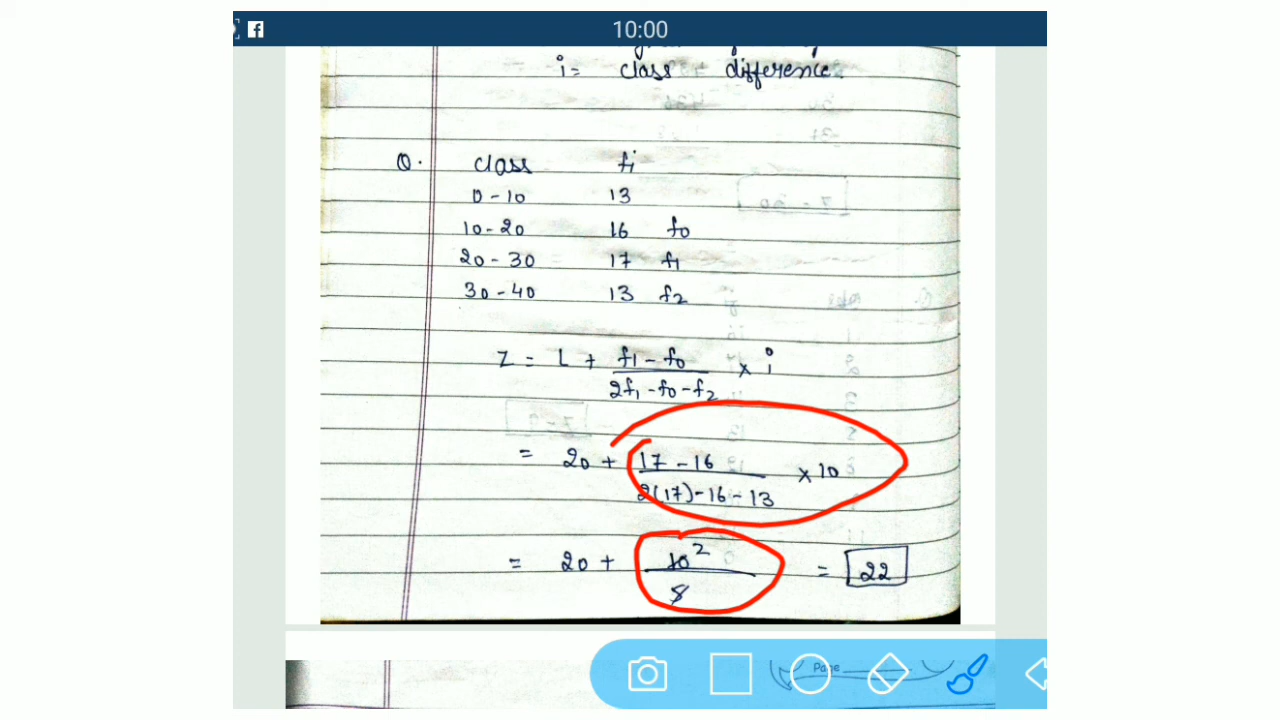 10:00
i = class difference
Q. class fi
0-10 13
10-20 16 f0
20-30 17 f1
30-40 13 f2
Z = L + f1 - f0 / 2f1 - f0 - f2 × i
= 20 + 17 - 16 / 2(17) - 16 - 13 × 10
= 20 + 10 2 / 5 = 22
Page